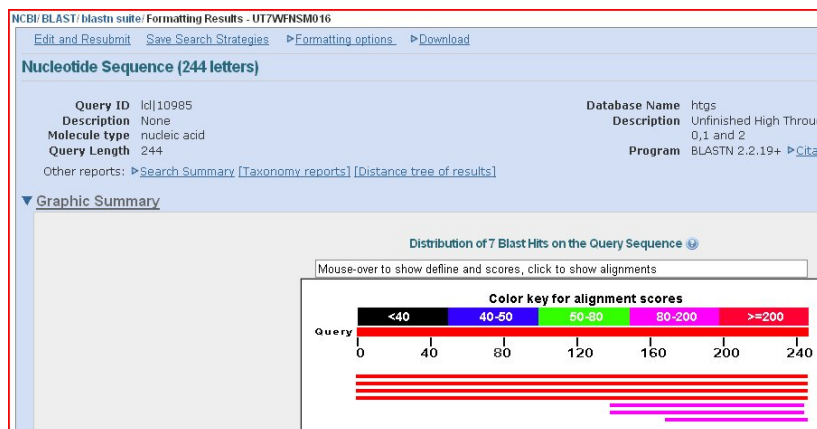 NCBI/ BLAST/ blastn suite/ Formatting Results - UT7WFNSM016
Edit and Resubmit Save Search Strategies Formatting options Download
Nucleotide Sequence (244 letters)
Query ID lcl|10985
Description None
Molecule type nucleic acid
Query Length 244
Database Name htgs
Description Unfinished High Throu
0,1 and 2
Program BLASTN 2.2.19+ Cita
Other reports: Search Summary [Taxonomy reports] [Distance tree of results]
Graphic Summary
Distribution of 7 Blast Hits on the Query Sequence
Mouse-over to show defline and scores, click to show alignments
Color key for alignment scores
<40 40-50 50-80 80-200 >=200
Query
0 40 80 120 160 200 240